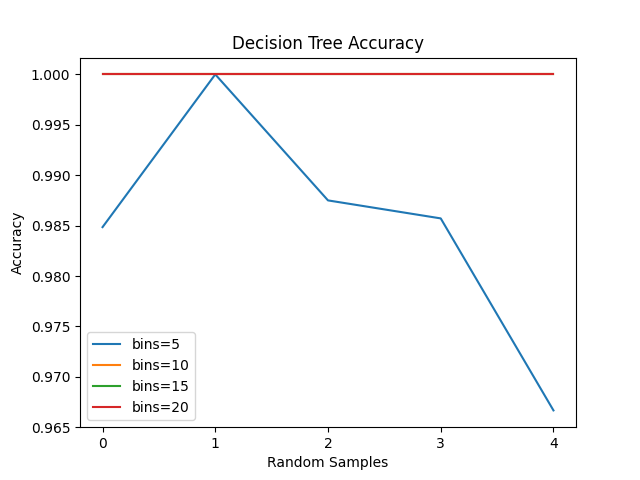 Decision Tree Accuracy
1.000
0.995
0.990
0.985
0.980
0.975
0.970
0.965
Accuracy
bins=5
bins=10
bins=15
bins=20
0 1 2 3 4
Random Samples